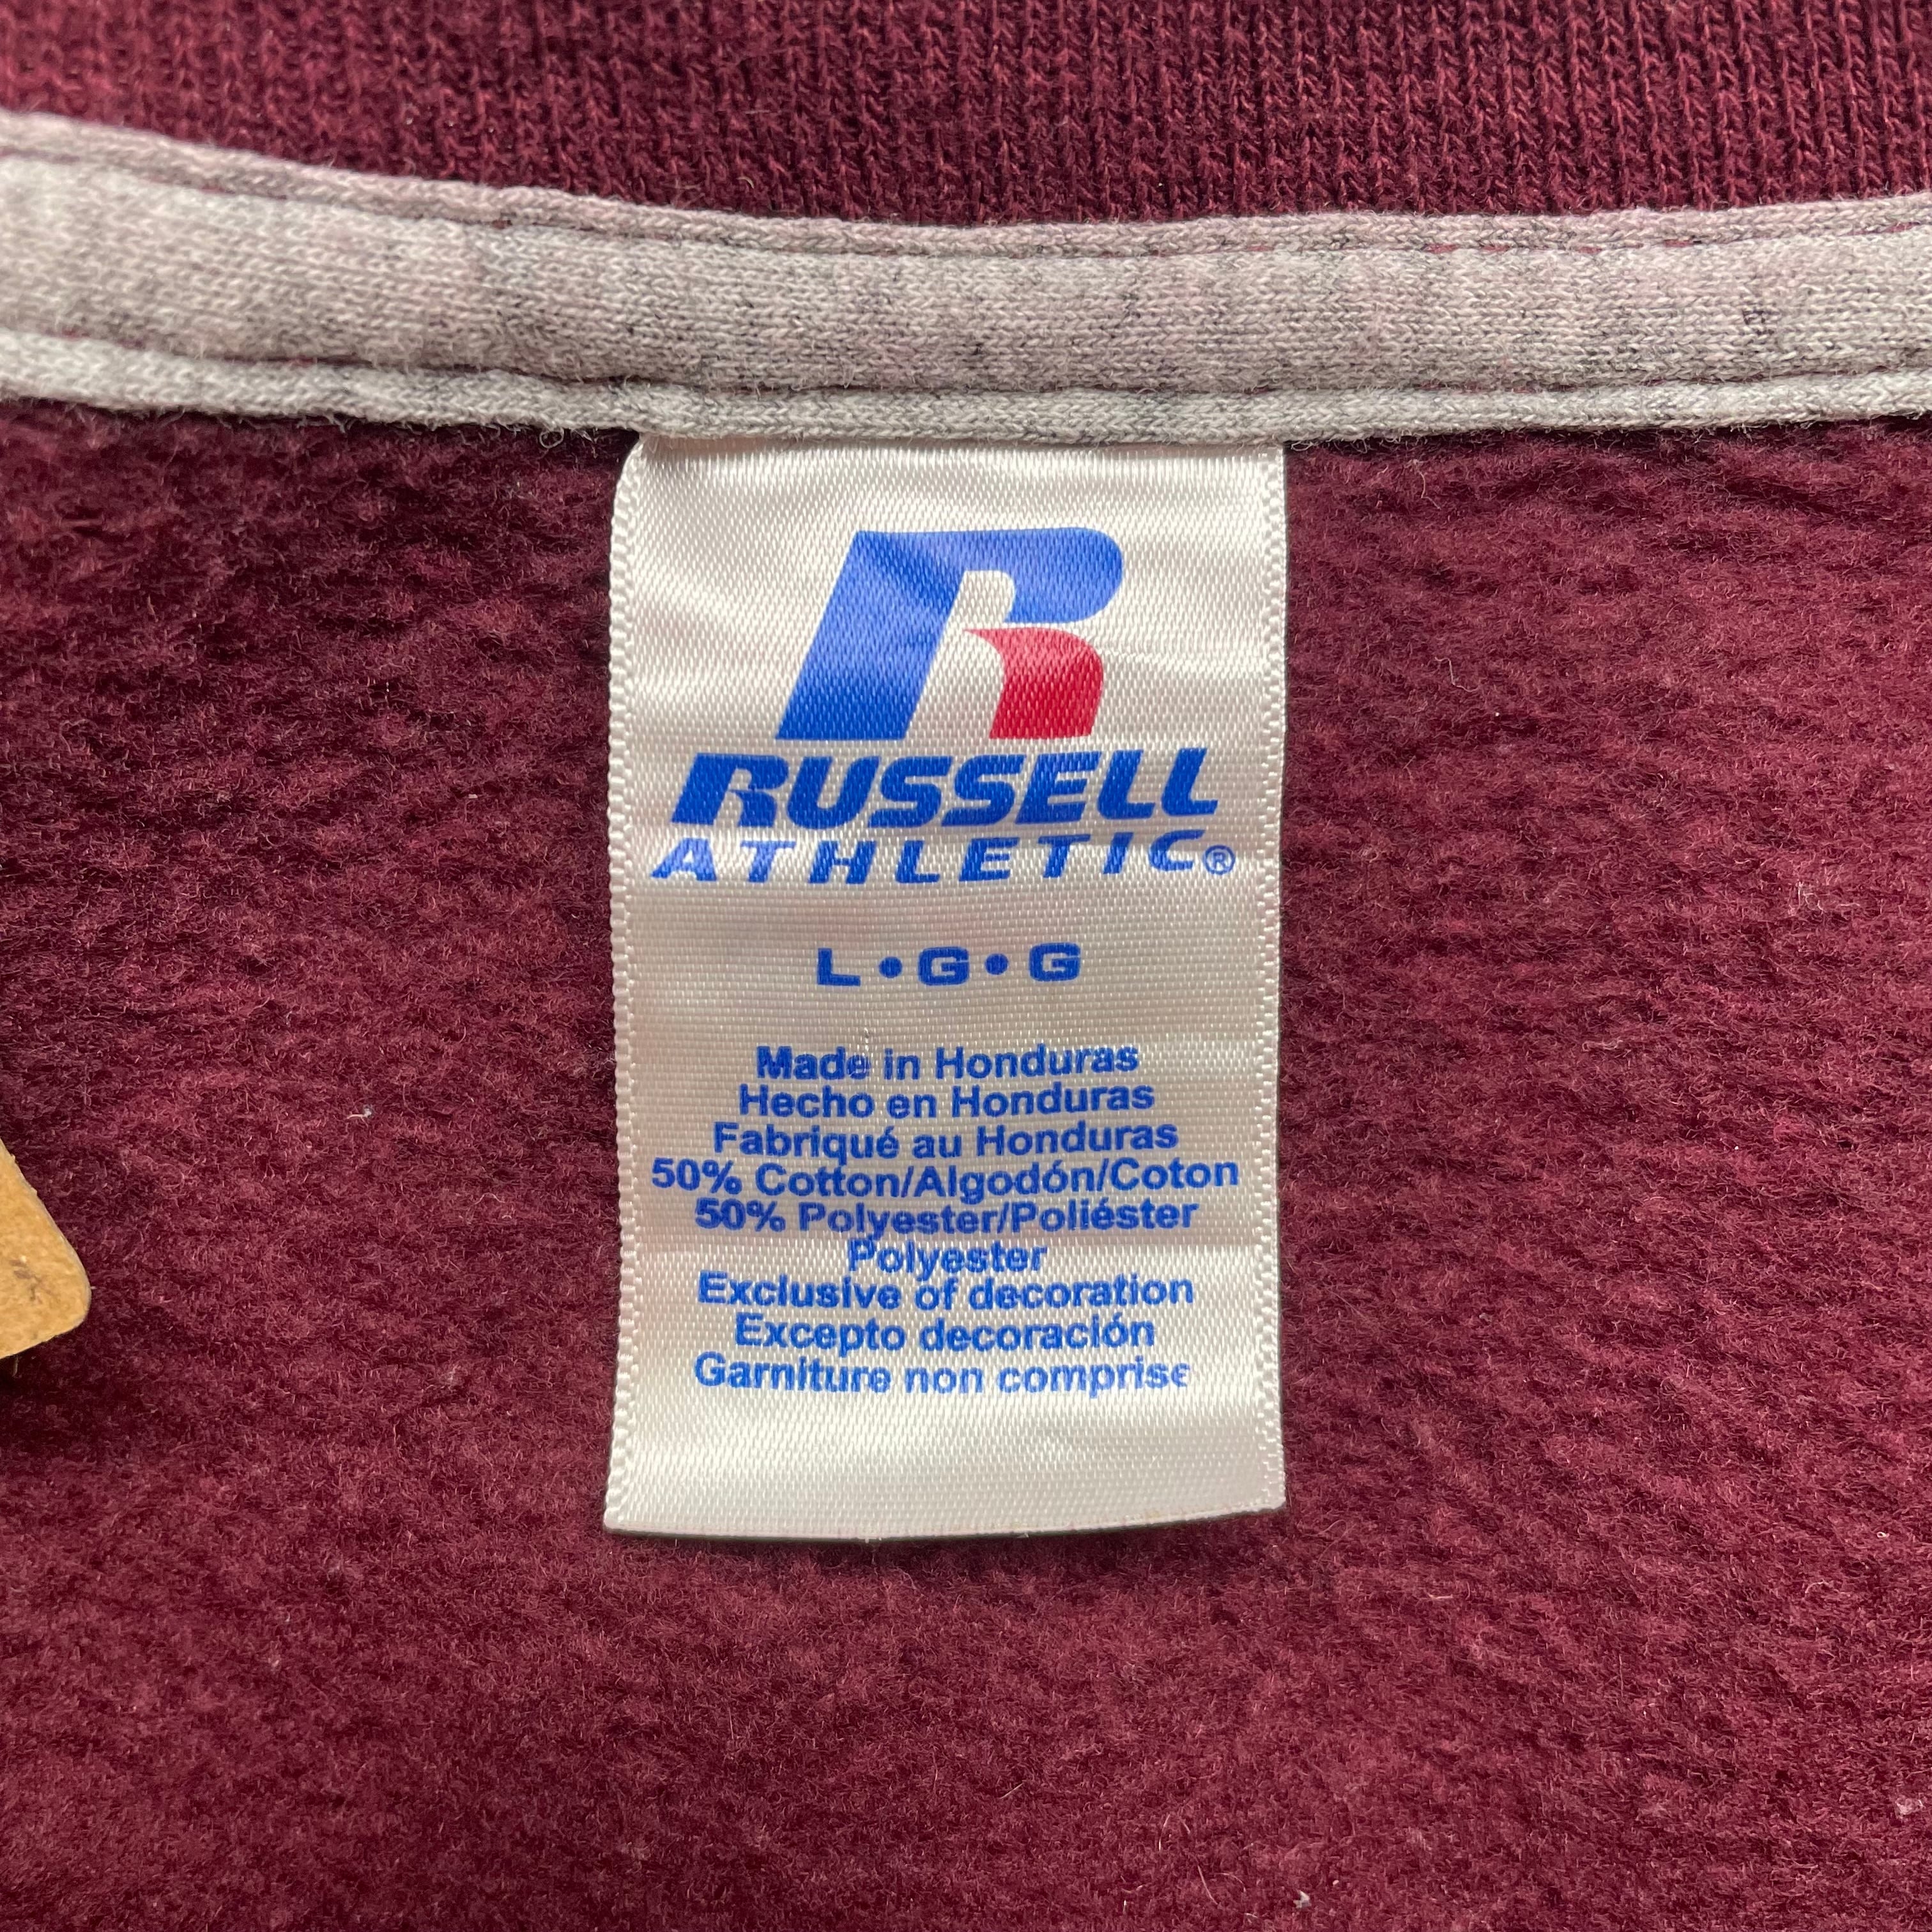 R
RUSSELL
ATHLETIC®
L•G•G
Made in Honduras
Hecho en Honduras
Fabriqué au Honduras
50% Cotton/Algodón/Coton
50% Polyester/Poliéster
Polyester
Exclusive of decoration
Excepto decoración
Garniture non comprise